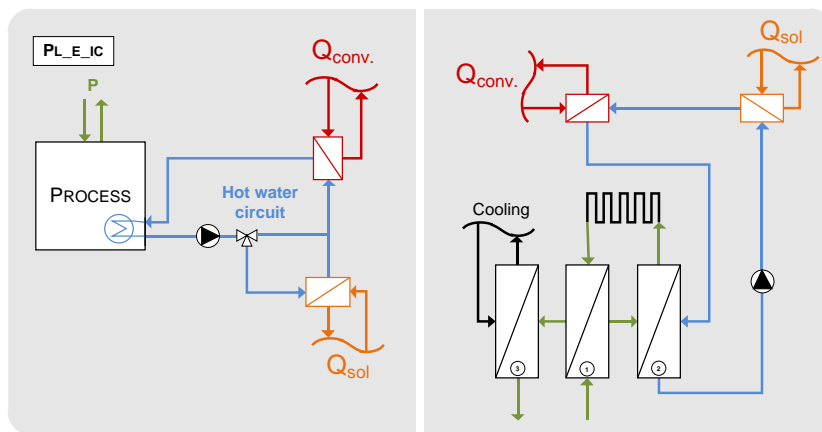 PL_E_IC
P
PROCESS
Qconv.
Hot water
circuit
Qsol
Qsol
Qconv.
Cooling
3
1
2